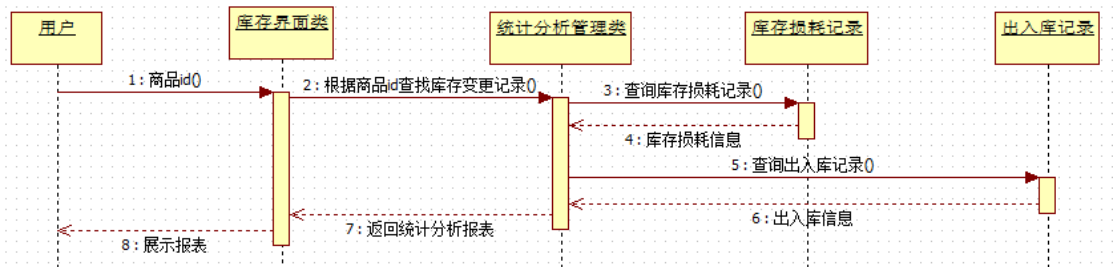 用户
库存界面类
统计分析管理类
库存损耗记录
出入库记录
1 : 商品id()
2 : 根据商品id查找库存变更记录()
3 : 查询库存损耗记录()
4 : 库存损耗信息
5 : 查询出入库记录()
6 : 出入库信息
7 : 返回统计分析报表
8 : 展示报表